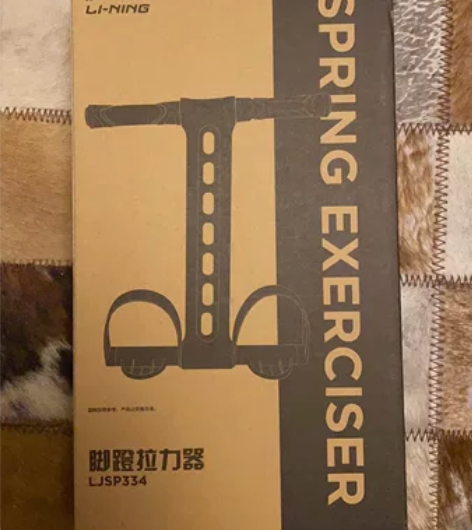 LI-NING
SPRING EXERCISER
脚蹬拉力器
LJSP334